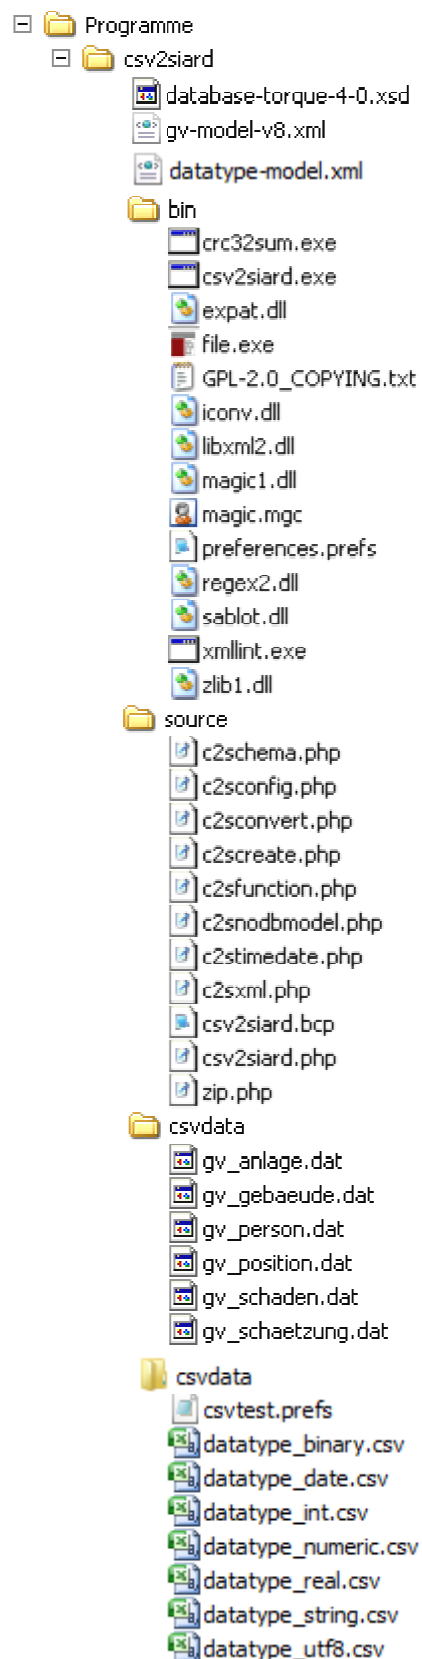 Programme
csv2siard
database-torque-4-0.xsd
gv-model-v8.xml
datatype-model.xml
bin
crc32sum.exe
csv2siard.exe
expat.dll
file.exe
GPL-2.0_COPYING.txt
iconv.dll
libxml2.dll
magic1.dll
magic.mgc
preferences.prefs
regex2.dll
sablot.dll
xmllint.exe
zlib1.dll
source
c2schema.php
c2sconfig.php
c2sconvert.php
c2screate.php
c2sfunction.php
c2snodbmodel.php
c2stimedate.php
c2sxml.php
csv2siard.bcp
csv2siard.php
zip.php
csvdata
gv_anlage.dat
gv_gebaeude.dat
gv_person.dat
gv_position.dat
gv_schaden.dat
gv_schaetzung.dat
csvdata
csvtest.prefs
datatype_binary.csv
datatype_date.csv
datatype_int.csv
datatype_numeric.csv
datatype_real.csv
datatype_string.csv
datatype_utf8.csv